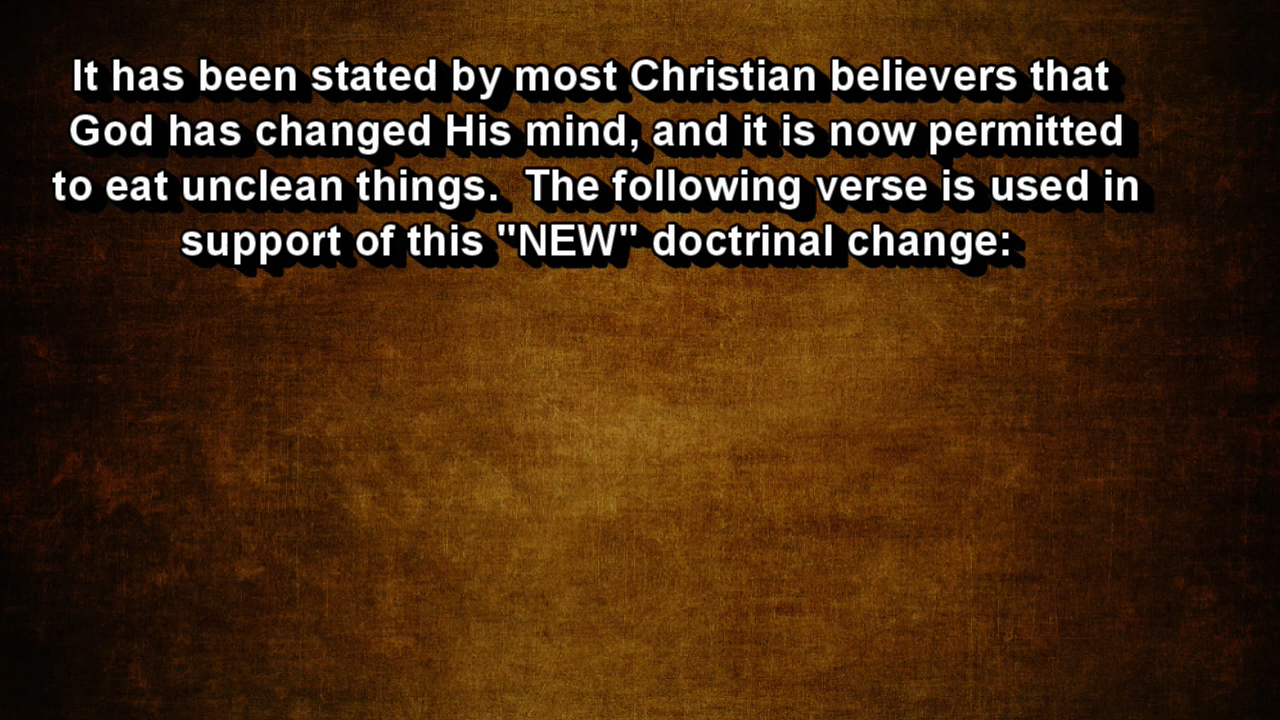 It has been stated by most Christian believers that
God has changed His mind, and it is now permitted
to eat unclean things.  The following verse is used in
support of this "NEW" doctrinal change: